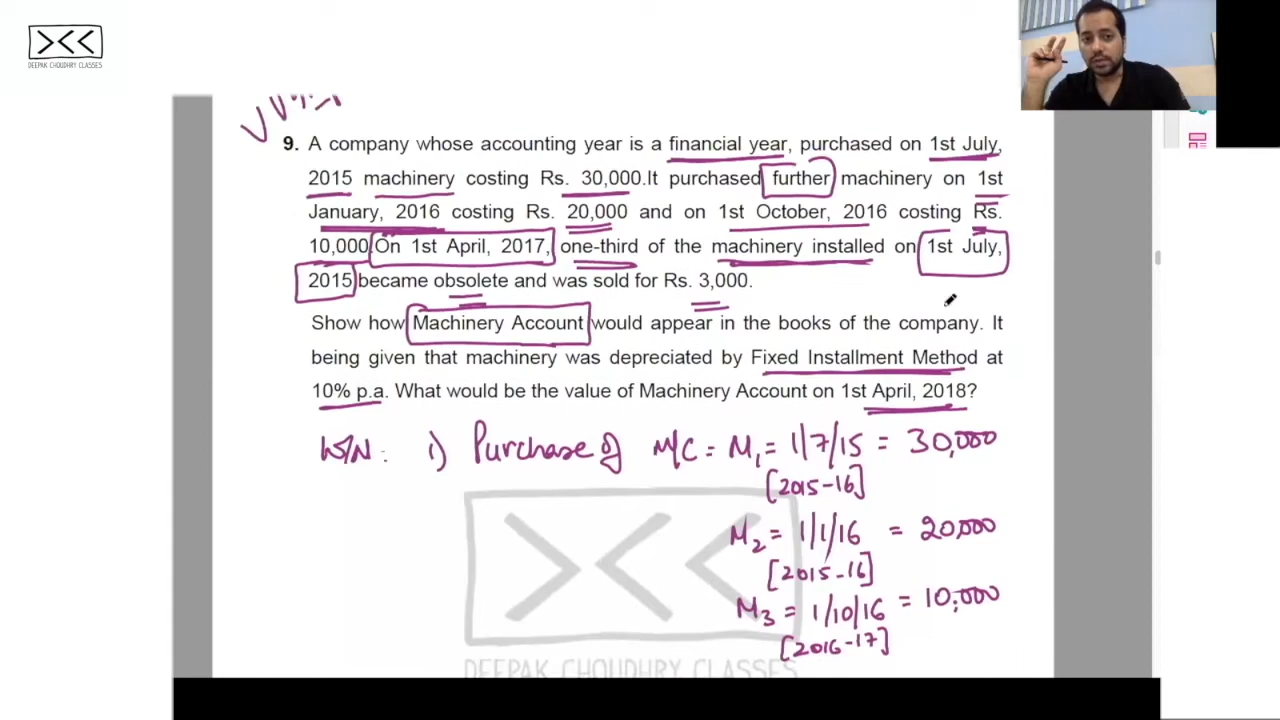 DEEPAK CHOUDHRY CLASSES
9. A company whose accounting year is a financial year, purchased on 1st July,
2015 machinery costing Rs. 30,000.It purchased further machinery on 1st
January, 2016 costing Rs. 20,000 and on 1st October, 2016 costing Rs.
10,000.On 1st April, 2017, one-third of the machinery installed on 1st July,
2015 became obsolete and was sold for Rs. 3,000.
Show how Machinery Account would appear in the books of the company. It
being given that machinery was depreciated by Fixed Installment Method at
10% p.a. What would be the value of Machinery Account on 1st April, 2018?
W/N: 1) Purchase of M/C = M1 = 1/7/15 = 30,000
[2015-16]
M2 = 1/1/16 = 20,000
[2015-16]
M3 = 1/10/16 = 10,000
[2016-17]
DEEPAK CHOUDHRY CLASSES